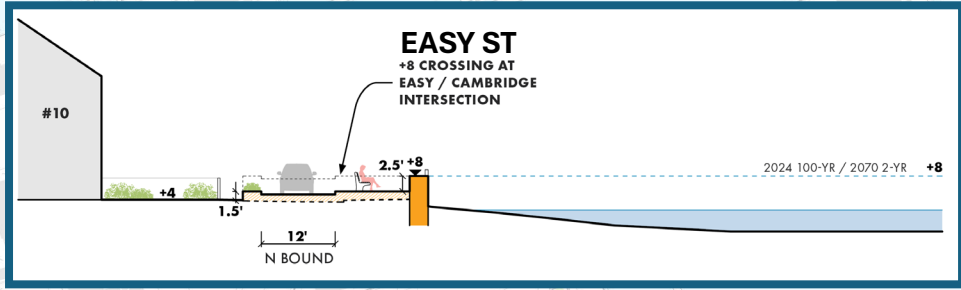 EASY ST
+8 CROSSING AT
EASY / CAMBRIDGE
INTERSECTION
#10
2.5' +8
2024 100-YR / 2070 2-YR +8
+4
1.5'
12'
N BOUND